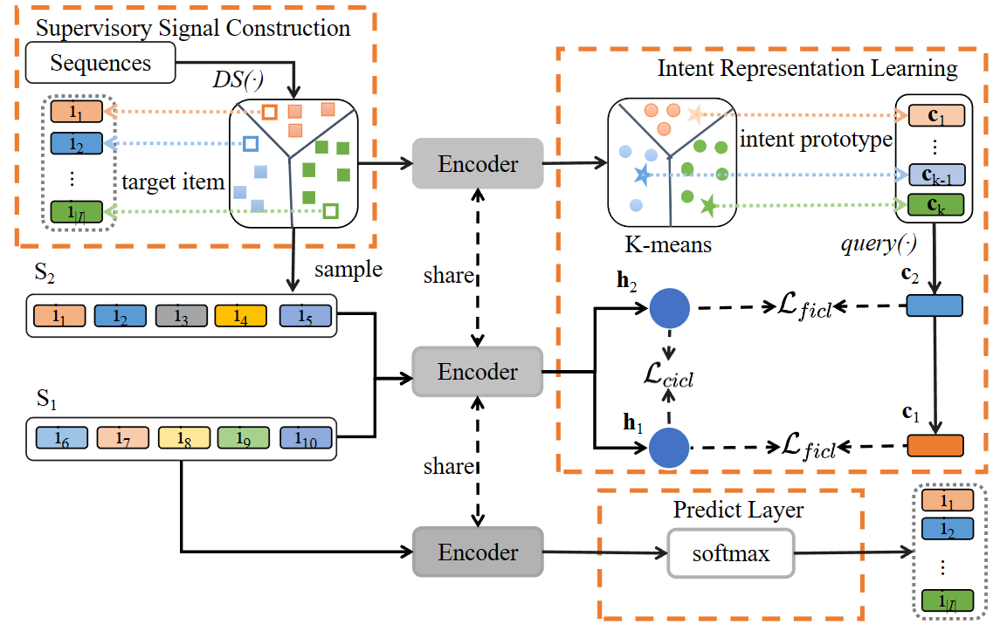 Supervisory Signal Construction
Sequences
DS(·)
i1
i2
⋮
i|I|
target item
sample
Encoder
Intent Representation Learning
intent prototype
K-means
c1
⋮
ck-1
ck
query(·)
S2
i1 i2 i3 i4 i5
S1
i6 i7 i8 i9 i10
share
Encoder
share
Encoder
h2
ℒficl
c2
ℒcicl
h1
ℒficl
c1
Predict Layer
softmax
i1
i2
⋮
i|I|